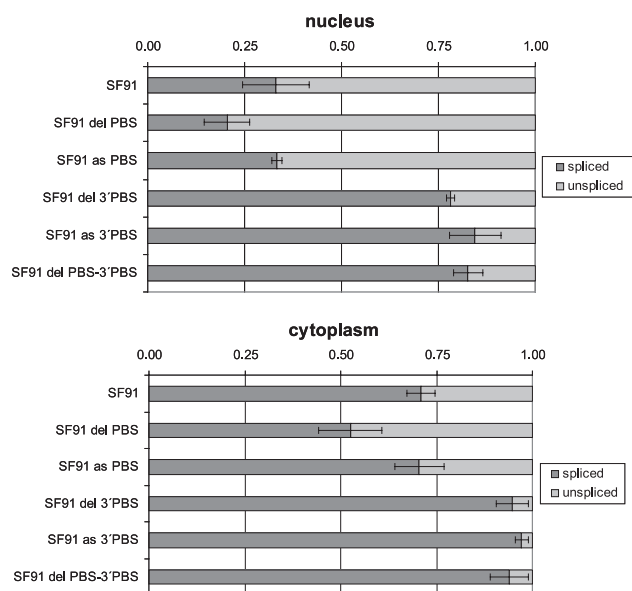 nucleus
0.00 0.25 0.50 0.75 1.00
SF91
SF91 del PBS
SF91 as PBS
SF91 del 3´PBS
SF91 as 3´PBS
SF91 del PBS-3´PBS
spliced
unspliced
cytoplasm
0.00 0.25 0.50 0.75 1.00
SF91
SF91 del PBS
SF91 as PBS
SF91 del 3´PBS
SF91 as 3´PBS
SF91 del PBS-3´PBS
spliced
unspliced